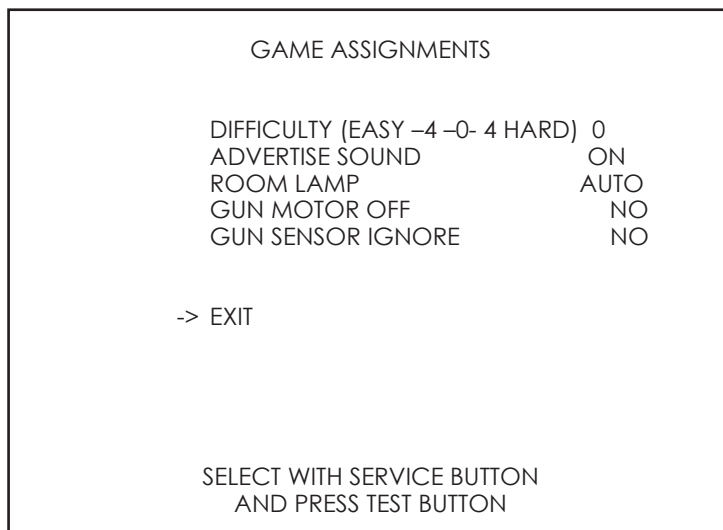 GAME ASSIGNMENTS
DIFFICULTY (EASY –4 –0- 4 HARD) 0
ADVERTISE SOUND ON
ROOM LAMP AUTO
GUN MOTOR OFF NO
GUN SENSOR IGNORE NO
-> EXIT
SELECT WITH SERVICE BUTTON
AND PRESS TEST BUTTON